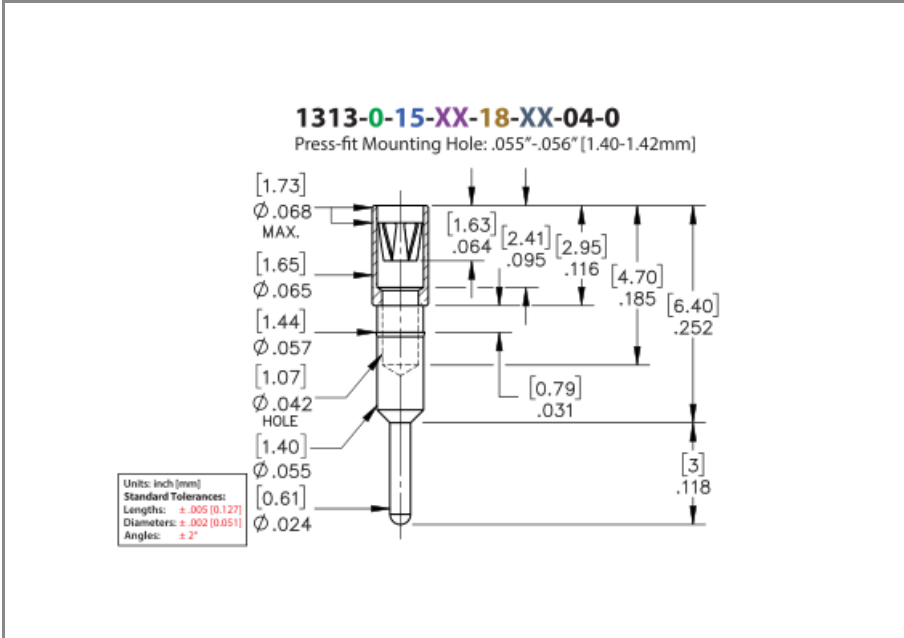 1313-0-15-XX-18-XX-04-0
Press-fit Mounting Hole: .055"-.056" [1.40-1.42mm]
[1.73]
Ø.068
MAX.
[1.65]
Ø.065
[1.44]
Ø.057
[1.07]
Ø.042
HOLE
[1.40]
Ø.055
[0.61]
Ø.024
[1.63]
.064
[2.41]
.095
[2.95]
.116
[4.70]
.185
[6.40]
.252
[0.79]
.031
[3]
.118
Units: inch [mm]
Standard Tolerances:
Lengths: ± .005 [0.127]
Diameters: ± .002 [0.051]
Angles: ± 2°